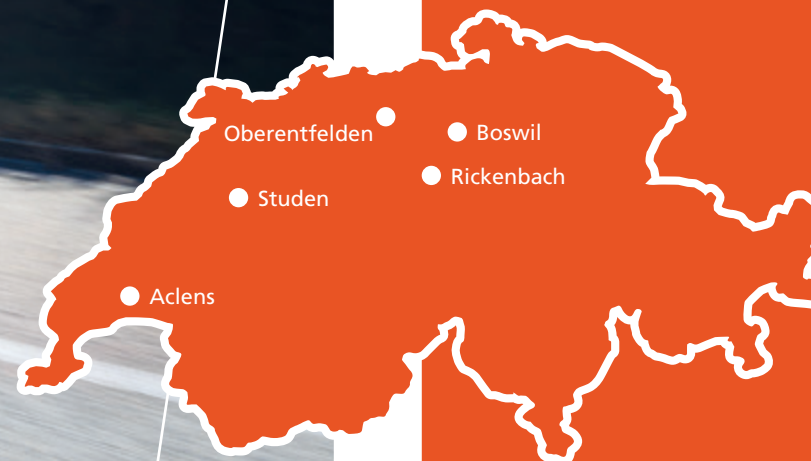 Oberentfelden
Boswil
Rickenbach
Studen
Aclens